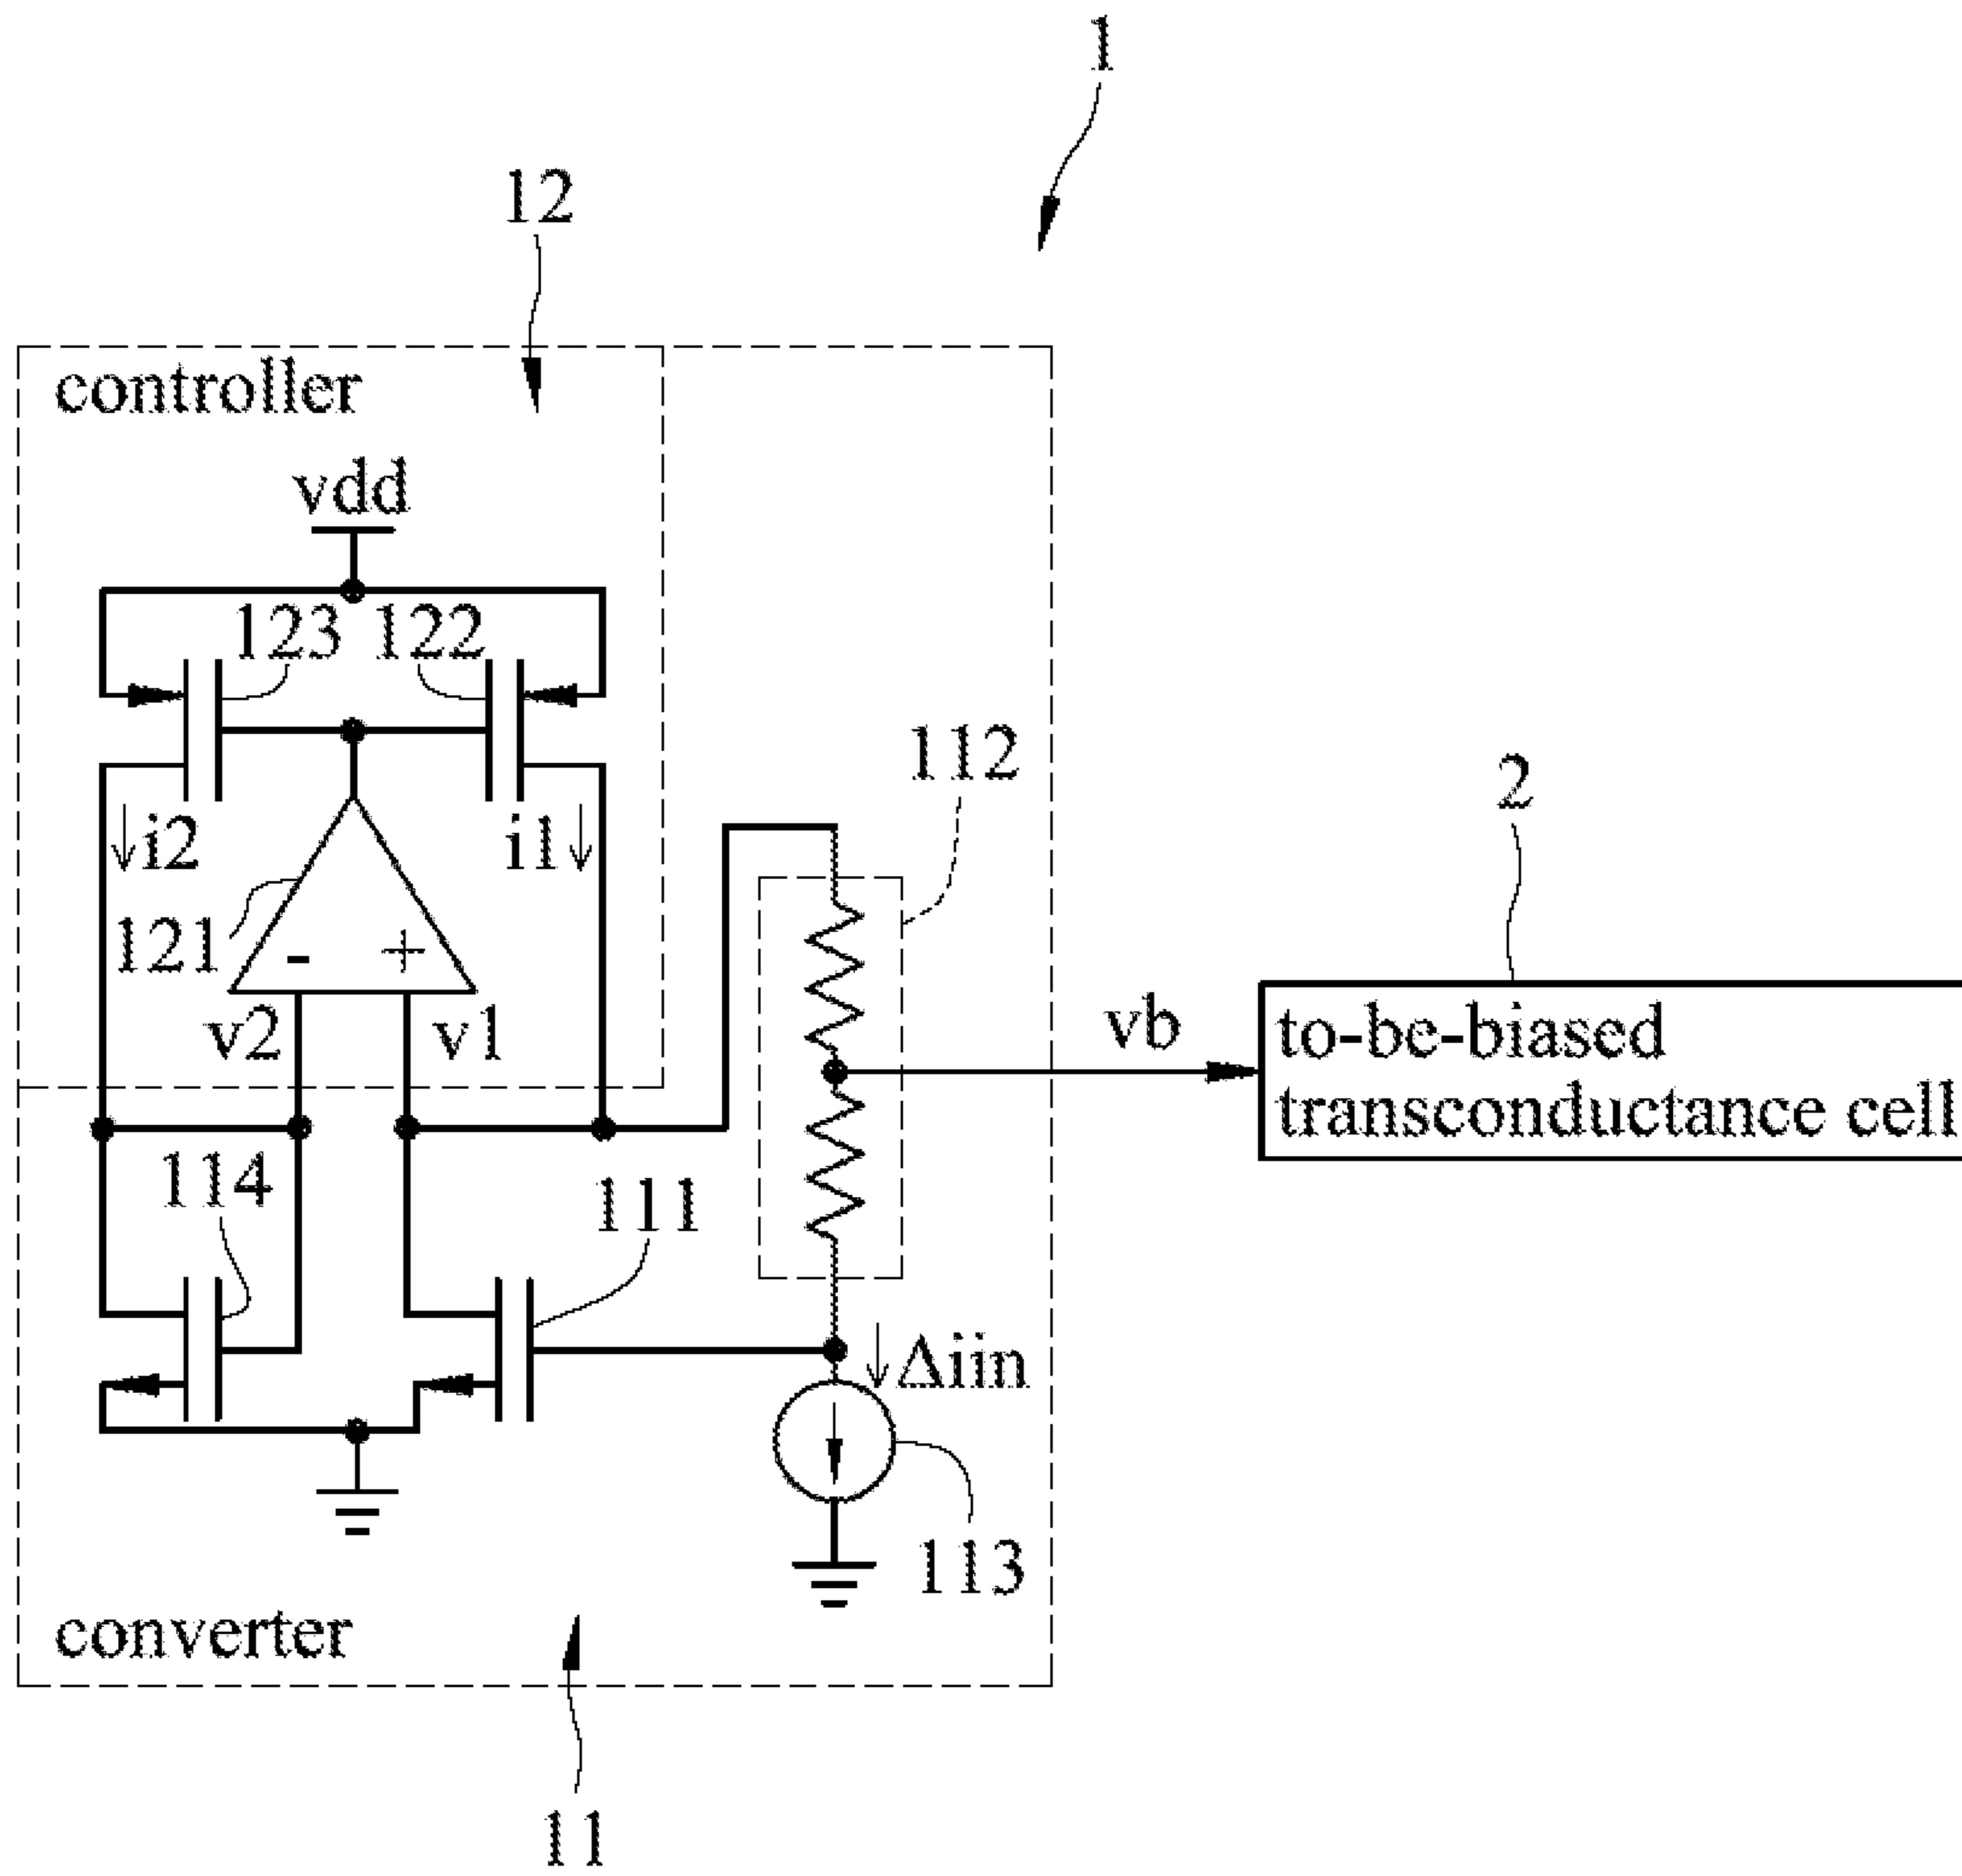 1
12
controller
vdd
123
122
112
2
i2
i1
121
-
+
v2
v1
vb
to-be-biased
transconductance cell
114
111
Δiin
113
converter
11